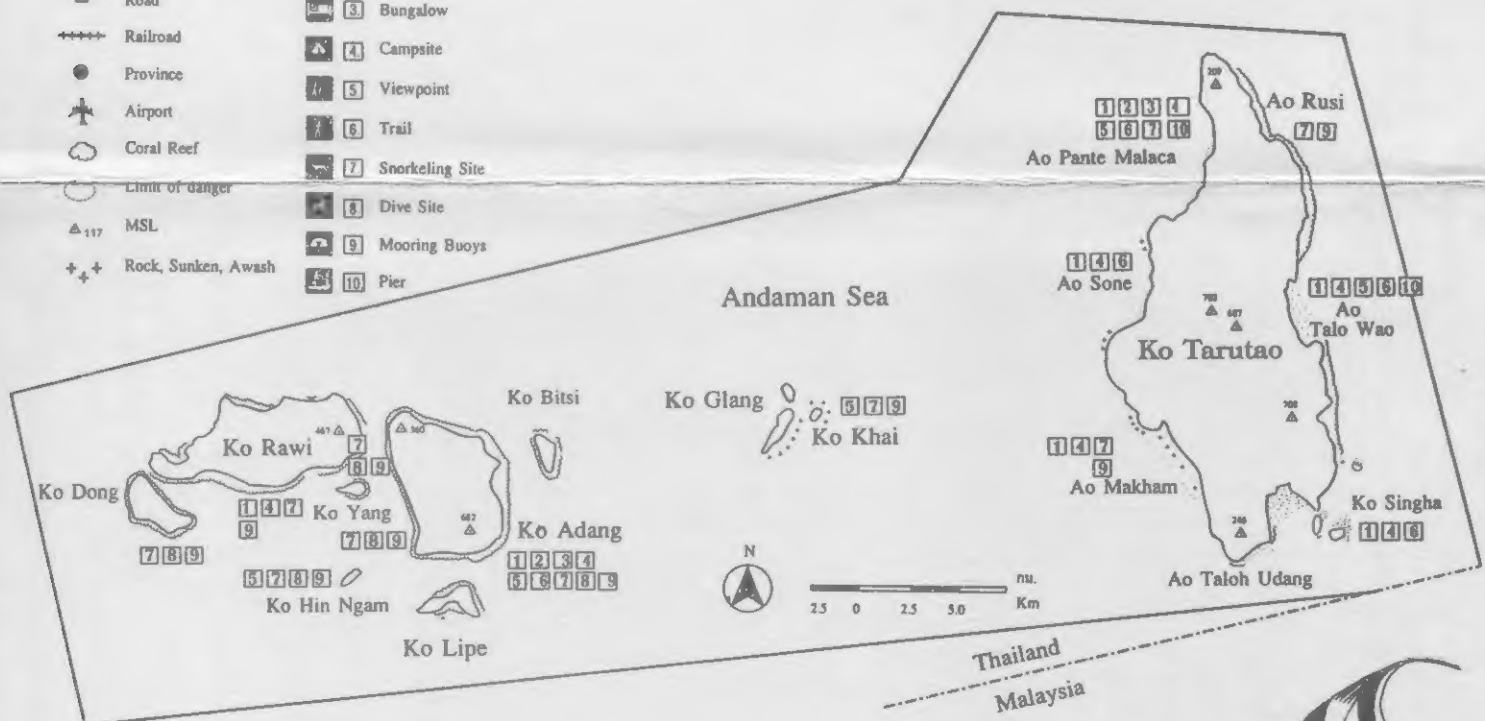 Road
Railroad
Province
Airport
Coral Reef
Limit of danger
117 MSL
Rock, Sunken, Awash
3 Bungalow
4 Campsite
5 Viewpoint
6 Trail
7 Snorkeling Site
8 Dive Site
9 Mooring Buoys
10 Pier
209
1 2 3 4
5 6 7 10
Ao Pante Malaca
Ao Rusi
7 9
1 4 6
Ao Sone
Andaman Sea
1 4 5 6 10
Ao
Talo Wao
687
Ko Tarutao
708
Ko Glang
5 7 9
Ko Khai
1 4 7
9
Ao Makham
Ko Singha
1 4 6
Ao Taloh Udang
Ko Bitsi
Ko Rawi
467
7
8 9
Ko Dong
7 8 9
1 4 7
9
Ko Yang
7 8 9
Ko Adang
1 2 3 4
5 6 7 8 9
5 7 8 9
Ko Hin Ngam
Ko Lipe
N
กม.
2.5 0 2.5 5.0 Km
Thailand
Malaysia